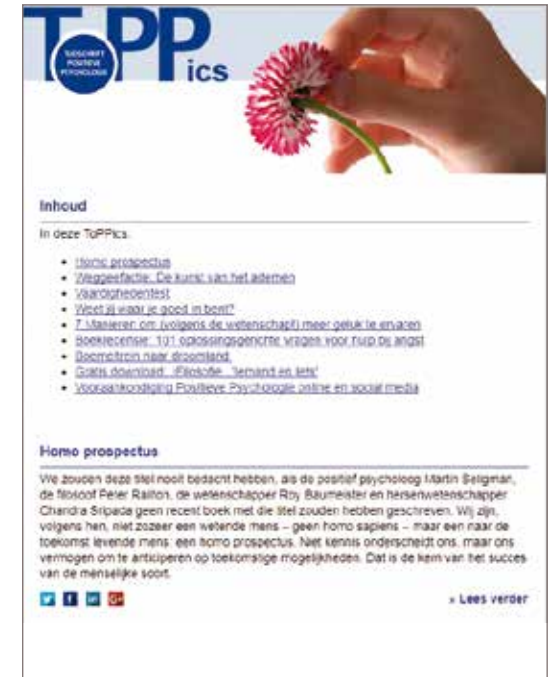 ToPPics
TIJDSCHRIFT
POSITIEVE
PSYCHOLOGIE
Inhoud
In deze ToPPics:
Homo prospectus
Weggeefactie: De kunst van het ademen
Vaardighedentest
Weet jij waar je goed in bent?
7 Manieren om (volgens de wetenschap!) meer geluk te ervaren
Boekrecensie: 101 oplossingsgerichte vragen voor hulp bij angst
Boemeltrein naar droomland
Gratis download: iFilosofie 'Iemand en iets'
Vooraankondiging Positieve Psychologie online en social media
Homo prospectus
We zouden deze titel nooit bedacht hebben, als de positief psycholoog Martin Seligman,
de filosoof Peter Railton, de wetenschapper Roy Baumeister en hersenwetenschapper
Chandra Sripada geen recent boek met die titel zouden hebben geschreven. Wij zijn,
volgens hen, niet zozeer een wetende mens – geen homo sapiens – maar een naar de
toekomst levende mens: een homo prospectus. Niet kennis onderscheidt ons, maar ons
vermogen om te anticiperen op toekomstige mogelijkheden. Dat is de kern van het succes
van de menselijke soort.
» Lees verder